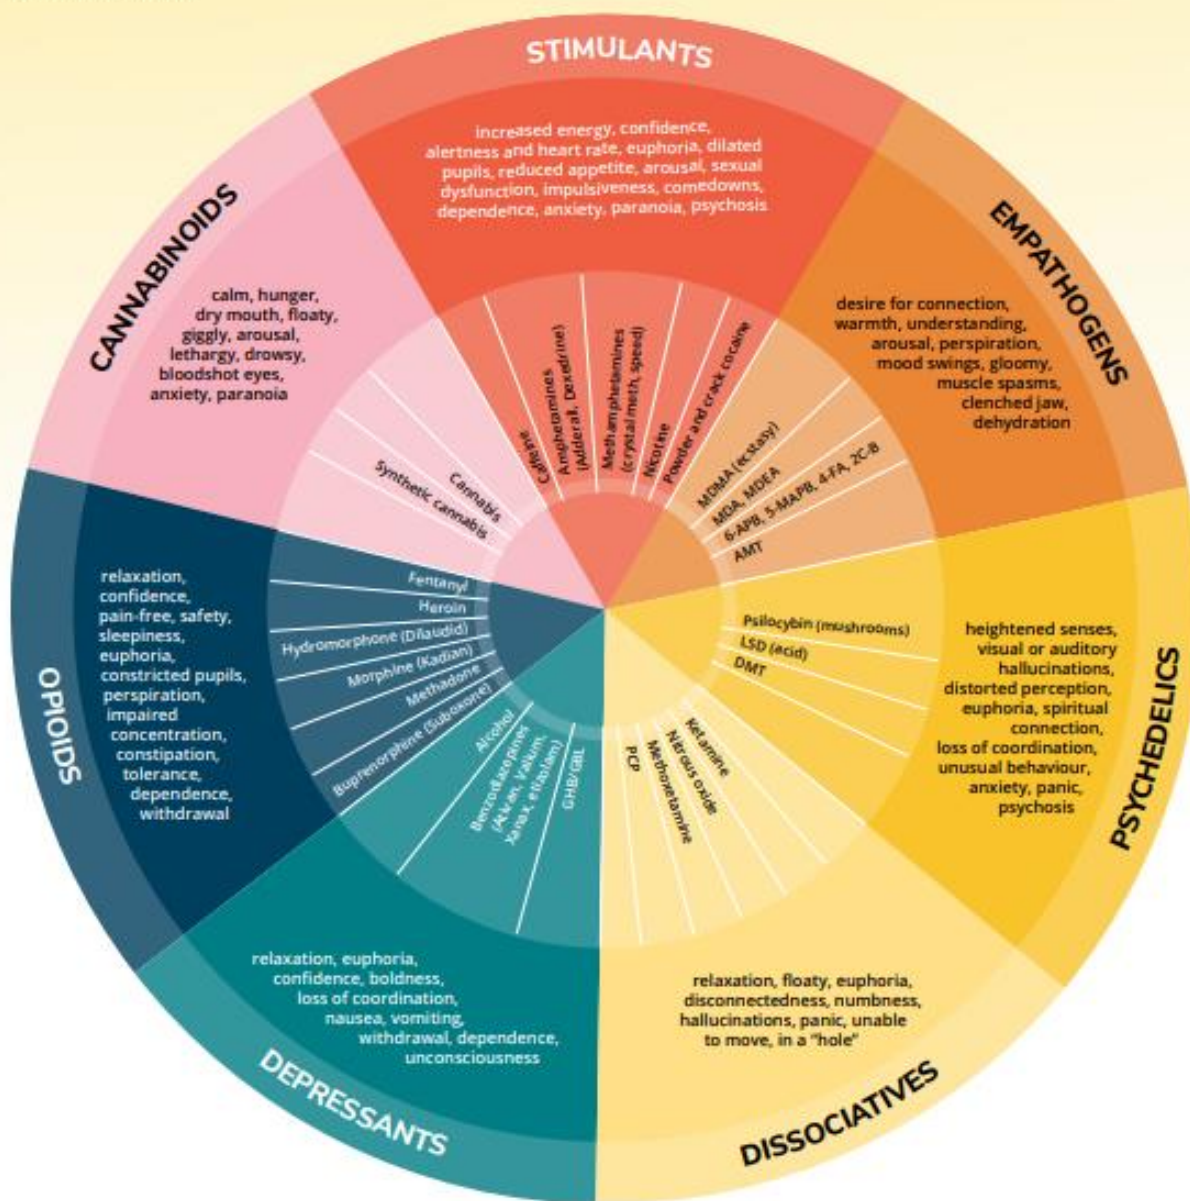 STIMULANTS
increased energy, confidence,
alertness and heart rate, euphoria, dilated
pupils, reduced appetite, arousal, sexual
dysfunction, impulsiveness, comedowns,
dependence, anxiety, paranoia, psychosis
Caffeine
Amphetamines
(Adderall, Dexedrine)
Methamphetamines
(crystal meth, speed)
Nicotine
Powder and crack cocaine
EMPATHOGENS
desire for connection,
warmth, understanding,
arousal, perspiration,
mood swings, gloomy,
muscle spasms,
clenched jaw,
dehydration
MDMA (ecstasy)
MDA, MDEA
6-APB, 5-MAPB, 4-FA, 2C-B
AMT
PSYCHEDELICS
heightened senses,
visual or auditory
hallucinations,
distorted perception,
euphoria, spiritual
connection,
loss of coordination,
unusual behaviour,
anxiety, panic,
psychosis
Psilocybin (mushrooms)
LSD (acid)
DMT
DISSOCIATIVES
relaxation, floaty, euphoria,
disconnectedness, numbness,
hallucinations, panic, unable
to move, in a "hole"
Ketamine
Nitrous oxide
Methoxetamine
PCP
DEPRESSANTS
relaxation, euphoria,
confidence, boldness,
loss of coordination,
nausea, vomiting,
withdrawal, dependence,
unconsciousness
Alcohol
Benzodiazepines
(Ativan, Valium,
Xanax, etizolam)
GHB/GBL
OPIOIDS
relaxation,
confidence,
pain-free, safety,
sleepiness,
euphoria,
constricted pupils,
perspiration,
impaired
concentration,
constipation,
tolerance,
dependence,
withdrawal
Fentanyl
Heroin
Hydromorphone (Dilaudid)
Morphine (Kadian)
Methadone
Buprenorphine (Suboxone)
CANNABINOIDS
calm, hunger,
dry mouth, floaty,
giggly, arousal,
lethargy, drowsy,
bloodshot eyes,
anxiety, paranoia
Cannabis
Synthetic cannabis